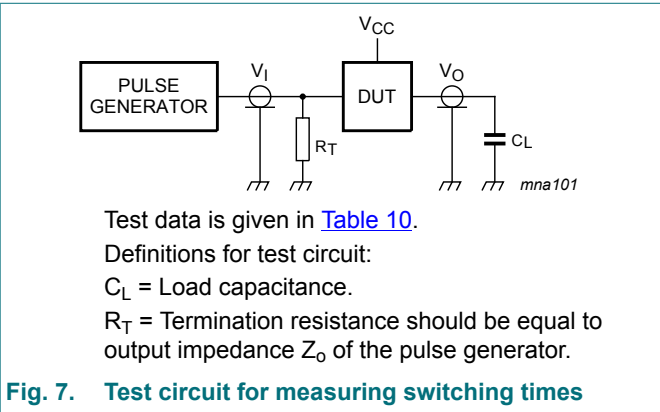 VCC
PULSE
GENERATOR
VI
DUT
VO
RT
CL
mna101
Test data is given in Table 10.
Definitions for test circuit:
CL = Load capacitance.
RT = Termination resistance should be equal to
output impedance Zo of the pulse generator.
Fig. 7. Test circuit for measuring switching times